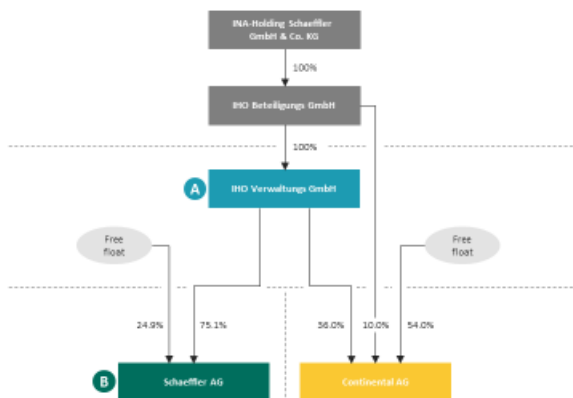 INA-Holding Schaeffler
GmbH & Co. KG
100%
IHO Beteiligungs GmbH
100%
A
IHO Verwaltungs GmbH
Free
float
Free
float
24.9%
75.1%
36.0%
10.0%
54.0%
B
Schaeffler AG
Continental AG